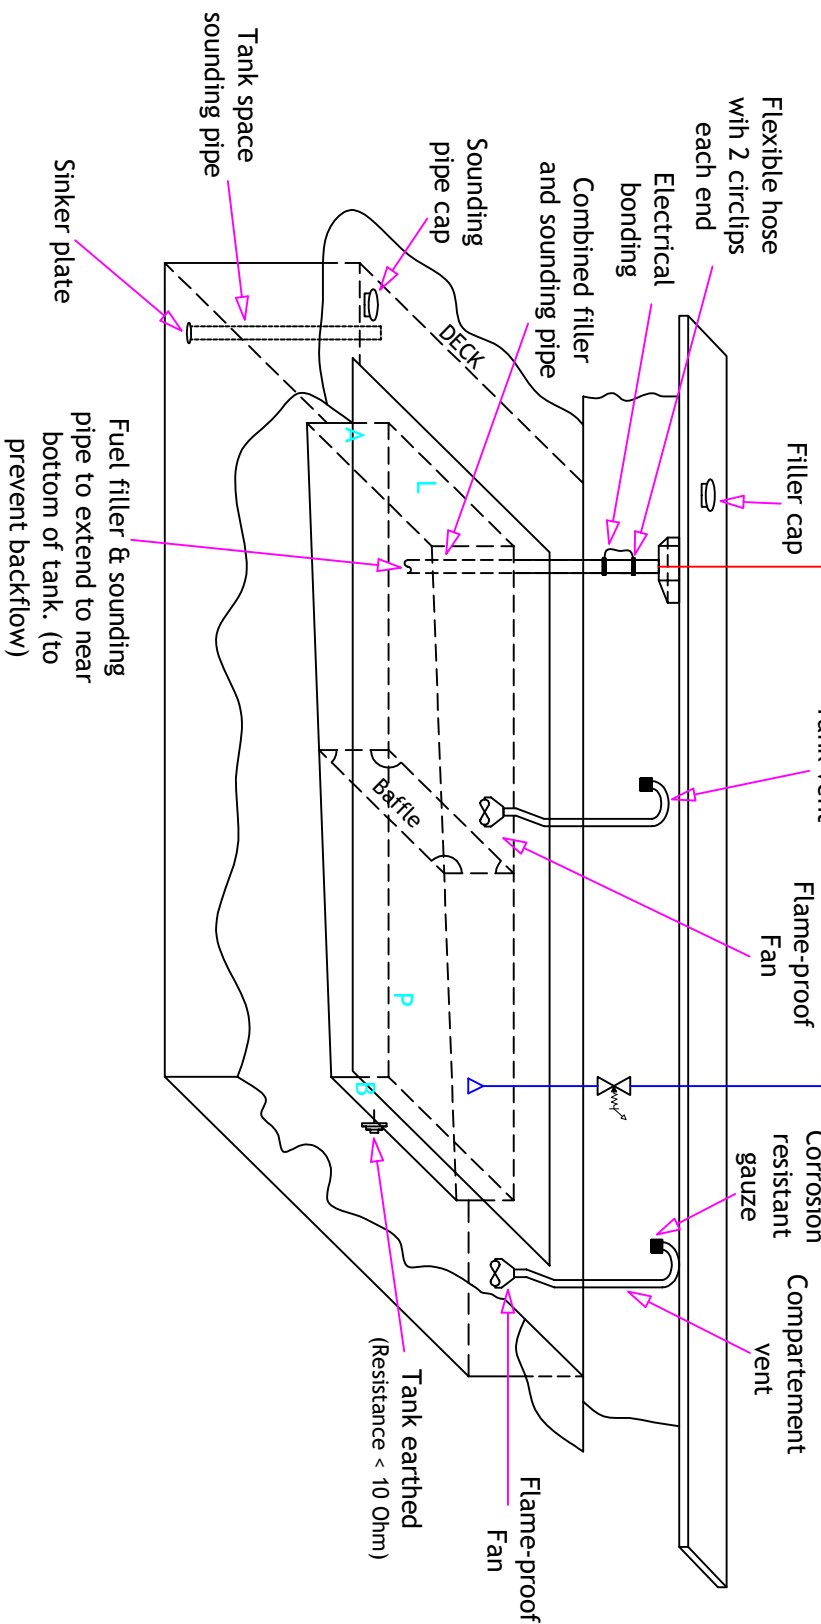 Flexible hose
wih 2 circlips
each end
Electrical
bonding
Combined filler
and sounding pipe
Sounding
pipe cap
Tank space
sounding pipe
Sinker plate
DECK
Filler cap
A
L
Fuel filler & sounding
pipe to extend to near
bottom of tank. (to
prevent backflow)
Baffle
Flame-proof
Fan
P
B
Corrosion
resistant
gauze
Compartement
vent
Tank earthed
(Resistance < 10 Ohm)
Flame-proof
Fan